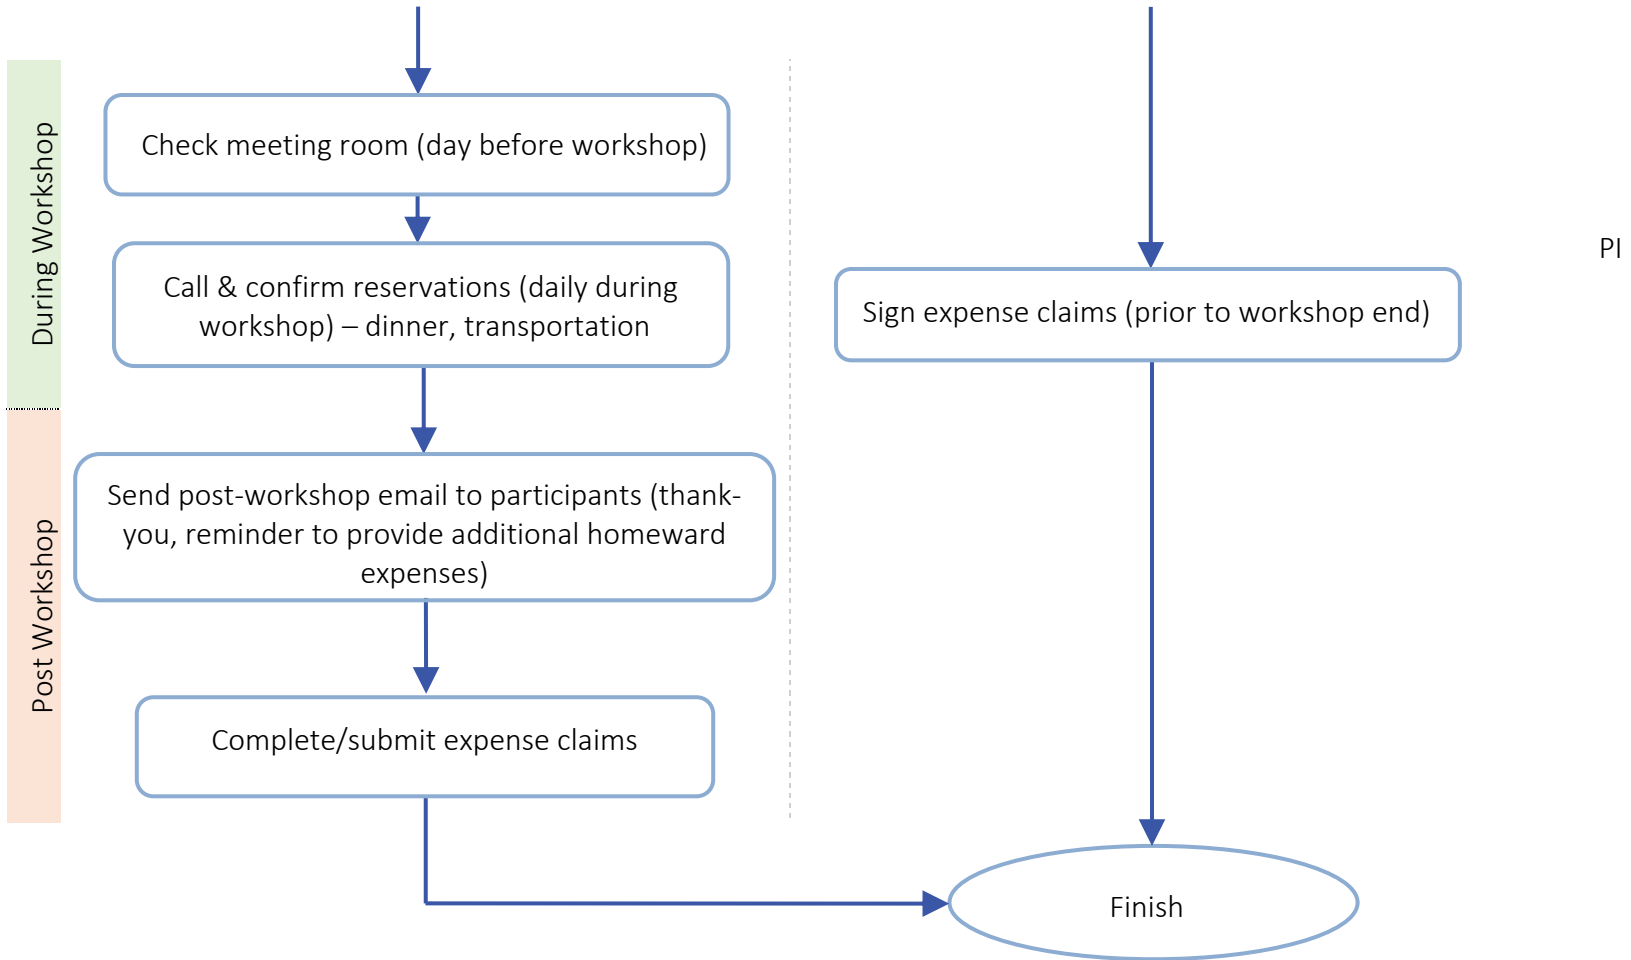 During Workshop
Check meeting room (day before workshop)
Call & confirm reservations (daily during
workshop) – dinner, transportation
Sign expense claims (prior to workshop end)
PI
Post Workshop
Send post-workshop email to participants (thank-
you, reminder to provide additional homeward
expenses)
Complete/submit expense claims
Finish